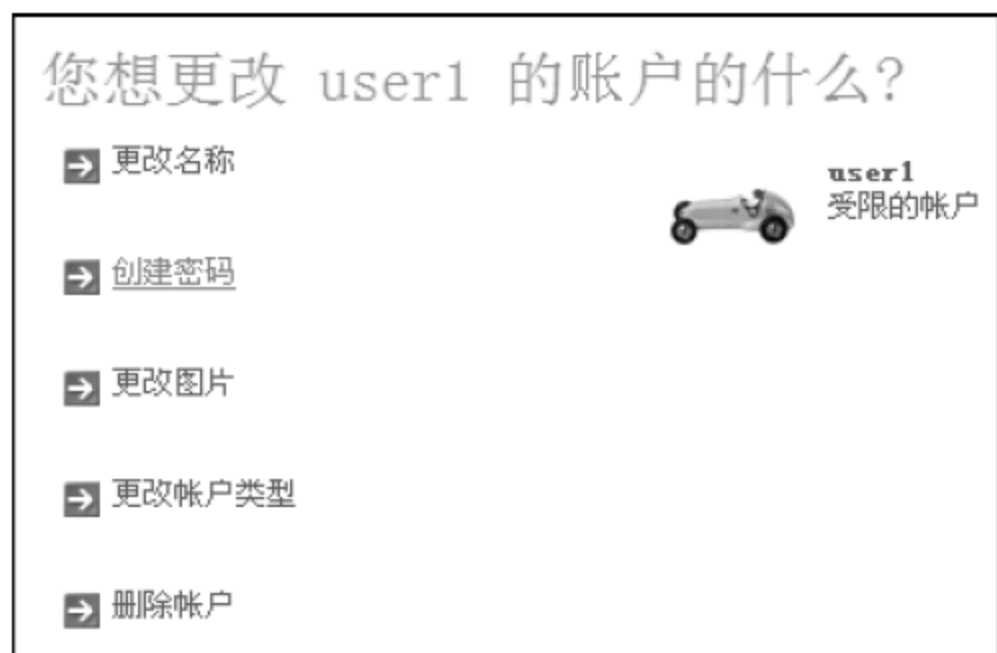 您想更改 user1 的账户的什么?
更改名称
user1
受限的帐户
创建密码
更改图片
更改帐户类型
删除帐户